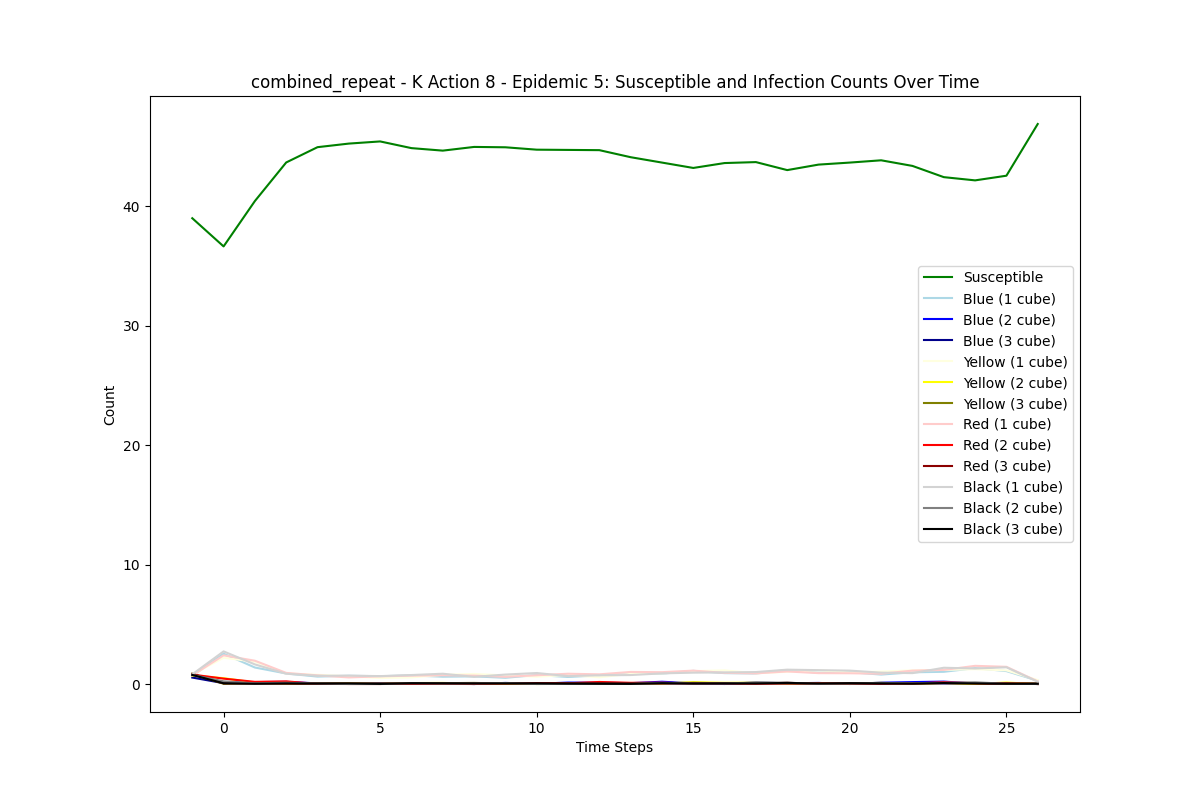 combined_repeat - K Action 8 - Epidemic 5: Susceptible and Infection Counts Over Time
Count
40
30
20
10
0
Susceptible
Blue (1 cube)
Blue (2 cube)
Blue (3 cube)
Yellow (1 cube)
Yellow (2 cube)
Yellow (3 cube)
Red (1 cube)
Red (2 cube)
Red (3 cube)
Black (1 cube)
Black (2 cube)
Black (3 cube)
0 5 10 15 20 25
Time Steps